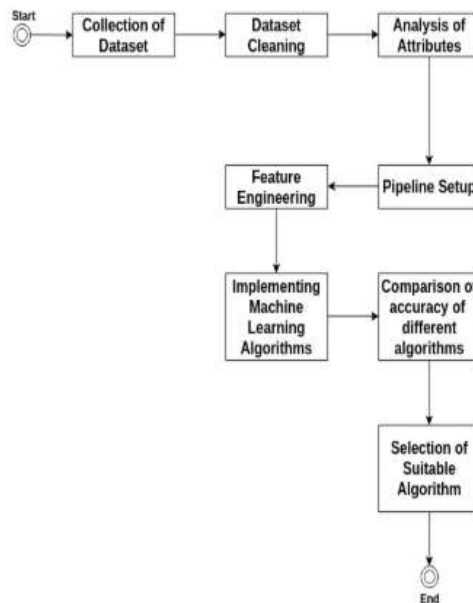 Start
Collection of
Dataset
Dataset
Cleaning
Analysis of
Attributes
Pipeline Setup
Feature
Engineering
Implementing
Machine
Learning
Algorithms
Comparison of
accuracy of
different
algorithms
Selection of
Suitable
Algorithm
End